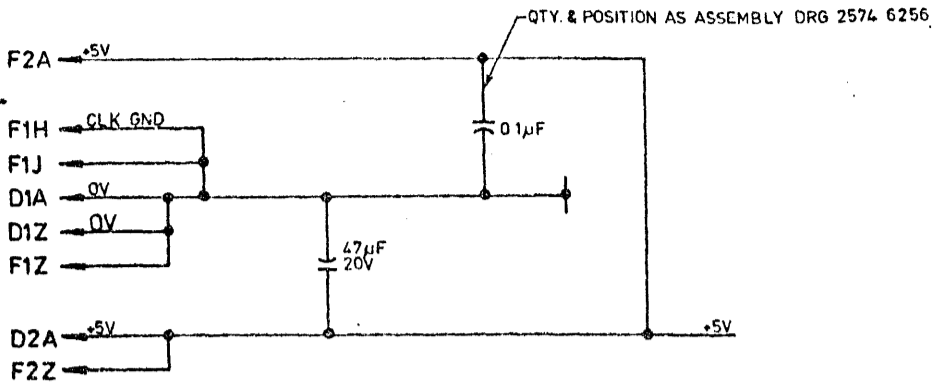 QTY. & POSITION AS ASSEMBLY DRG 2574 6256
F2A +5V
F1H CLK GND
0.1µF
F1J
D1A 0V
D1Z 0V
47µF
F1Z
20V
D2A +5V
+5V
F2Z